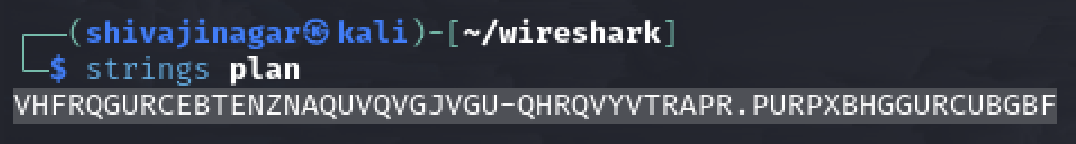 (shivajinagar㉿kali)-[~/wireshark]
$ strings plan
VHFRQGURCEBTENZNAQUVQVGJVGU-QHRQVYVTRAPR.PURPXBHGGURCUBGBF